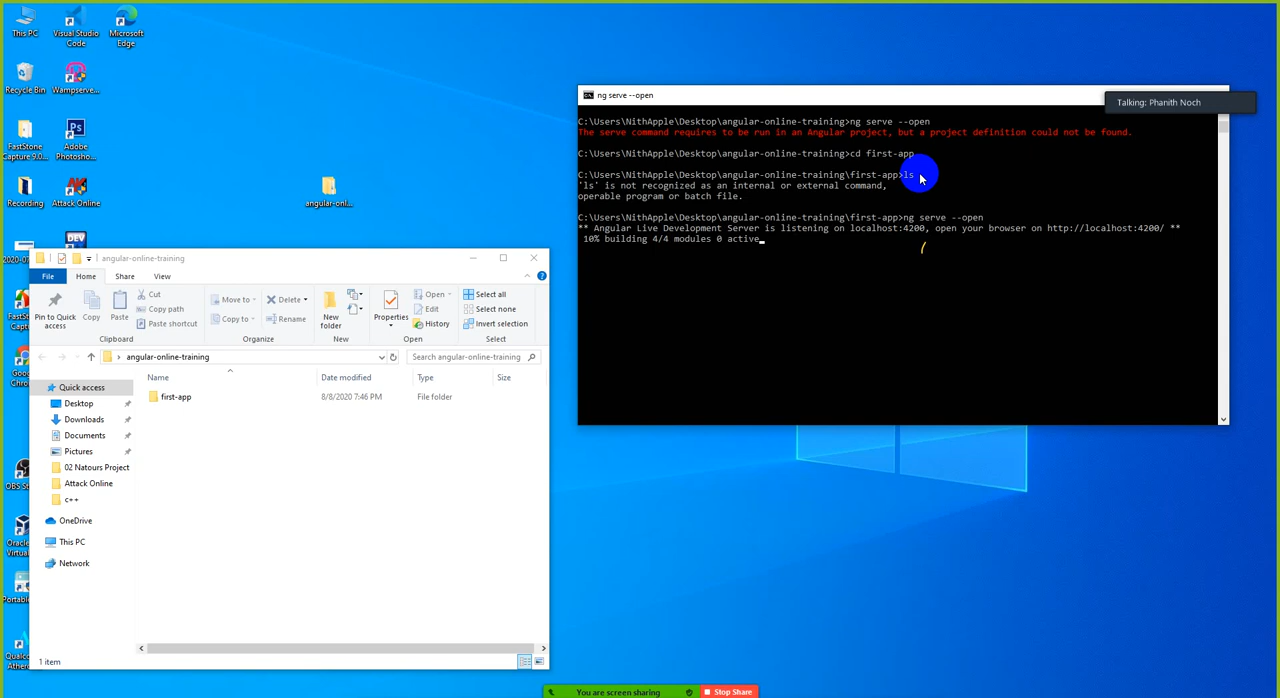 This PC
Visual Studio
Code
Microsoft
Edge
Recycle Bin
Wampserve...
FastStone
Capture 9.0...
Adobe
Photosho...
Recording
Attack Online
angular-onl...
DEV
ng serve --open
Talking: Phanith Noch
C:\Users\NithApple\Desktop\angular-online-training>ng serve --open
The serve command requires to be run in an Angular project, but a project definition could not be found.
C:\Users\NithApple\Desktop\angular-online-training>cd first-app
C:\Users\NithApple\Desktop\angular-online-training\first-app>ls
'ls' is not recognized as an internal or external command,
operable program or batch file.
C:\Users\NithApple\Desktop\angular-online-training\first-app>ng serve --open
** Angular Live Development Server is listening on localhost:4200, open your browser on http://localhost:4200/ **
10% building 4/4 modules 0 active
angular-online-training
File Home Share View
Pin to Quick
access
Copy
Paste
Cut
Copy path
Paste shortcut
Clipboard
Move to
Copy to
Delete
Rename
Organize
New
folder
New
Properties
Open
Edit
History
Open
Select all
Select none
Invert selection
Select
angular-online-training
Search angular-online-training
Name Date modified Type Size
first-app 8/8/2020 7:46 PM File folder
Quick access
Desktop
Downloads
Documents
Pictures
02 Natours Project
Attack Online
c++
OneDrive
This PC
Network
1 item
You are screen sharing
Stop Share